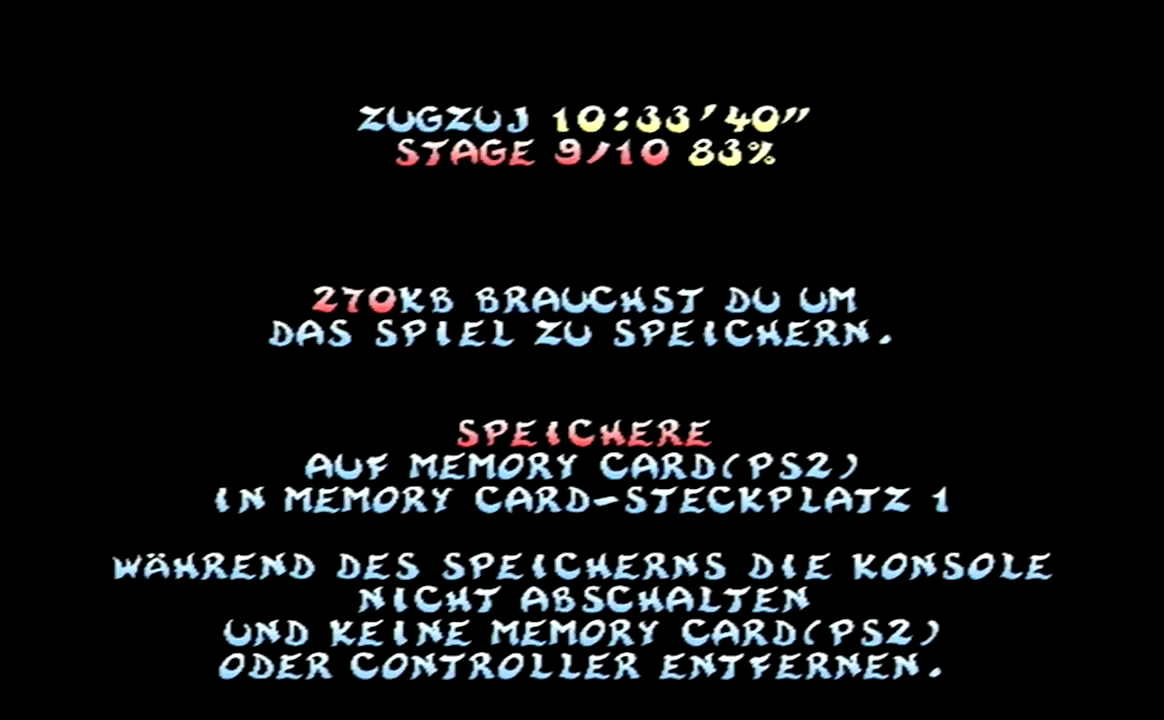 ZUGZUJ 10:33'40"
STAGE 9/10 83%
270KB BRAUCHST DU UM
DAS SPIEL ZU SPEICHERN.
SPEICHERE
AUF MEMORY CARD(PS2)
IN MEMORY CARD-STECKPLATZ 1
WÄHREND DES SPEICHERNS DIE KONSOLE
NICHT ABSCHALTEN
UND KEINE MEMORY CARD(PS2)
ODER CONTROLLER ENTFERNEN.